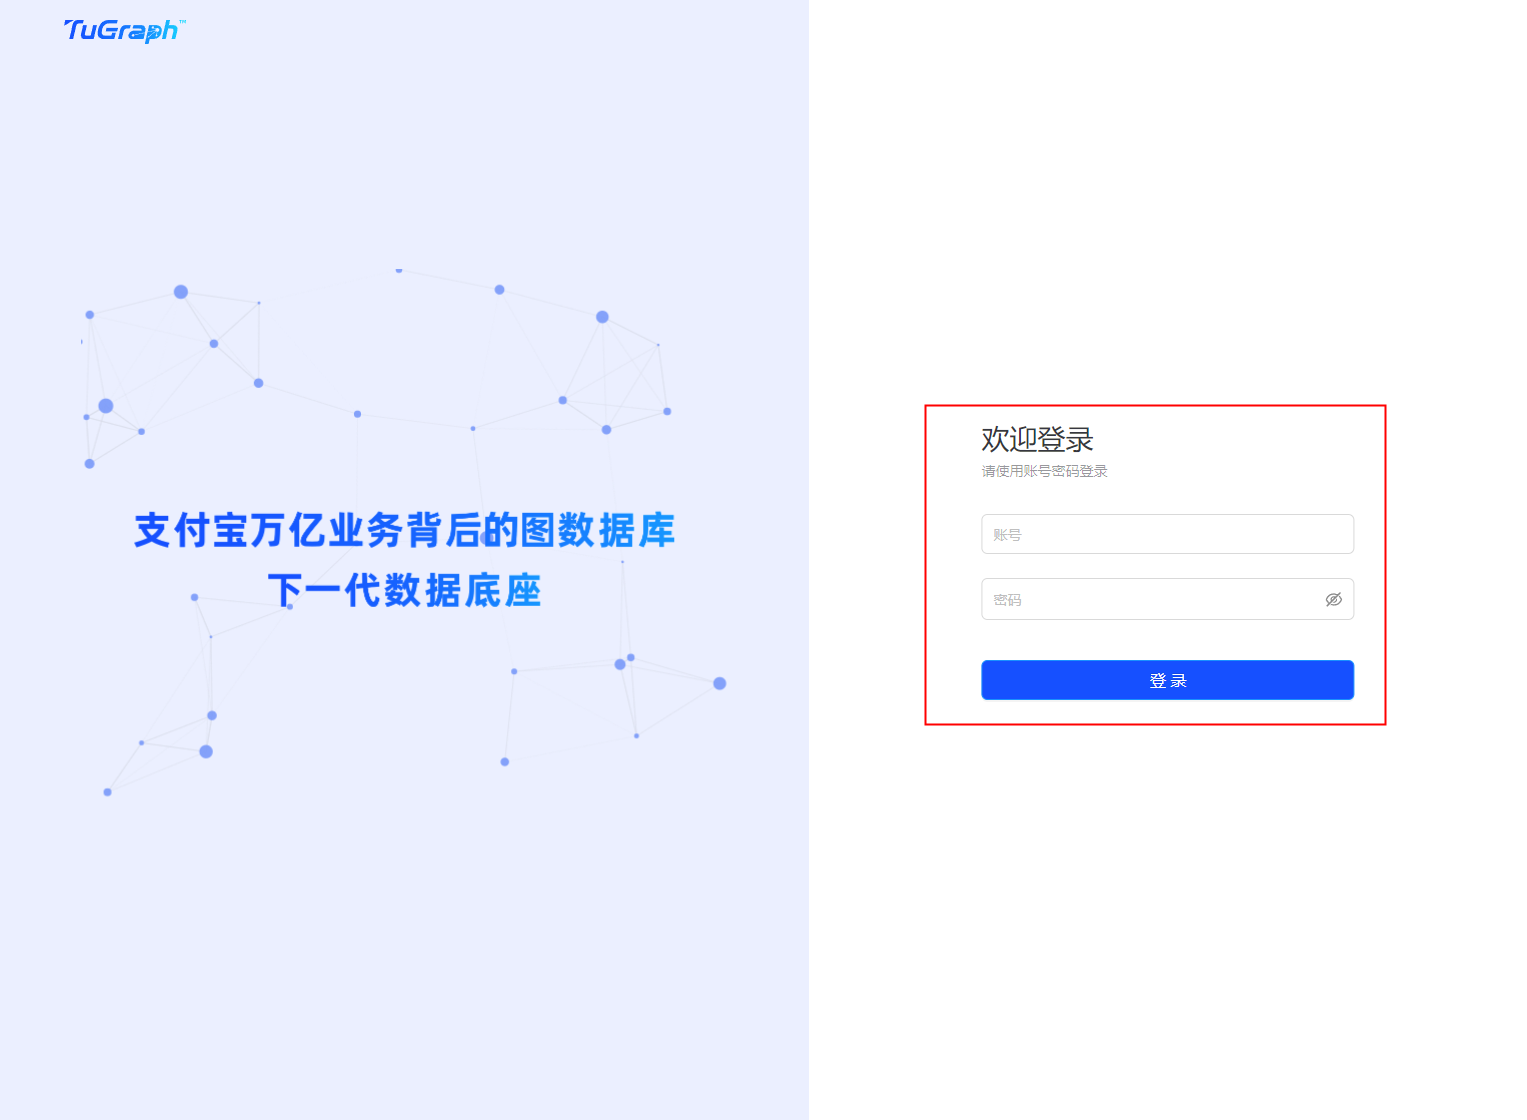 TuGraph™
支付宝万亿业务背后的图数据库
下一代数据底座
欢迎登录
请使用账号密码登录
账号
密码
登 录